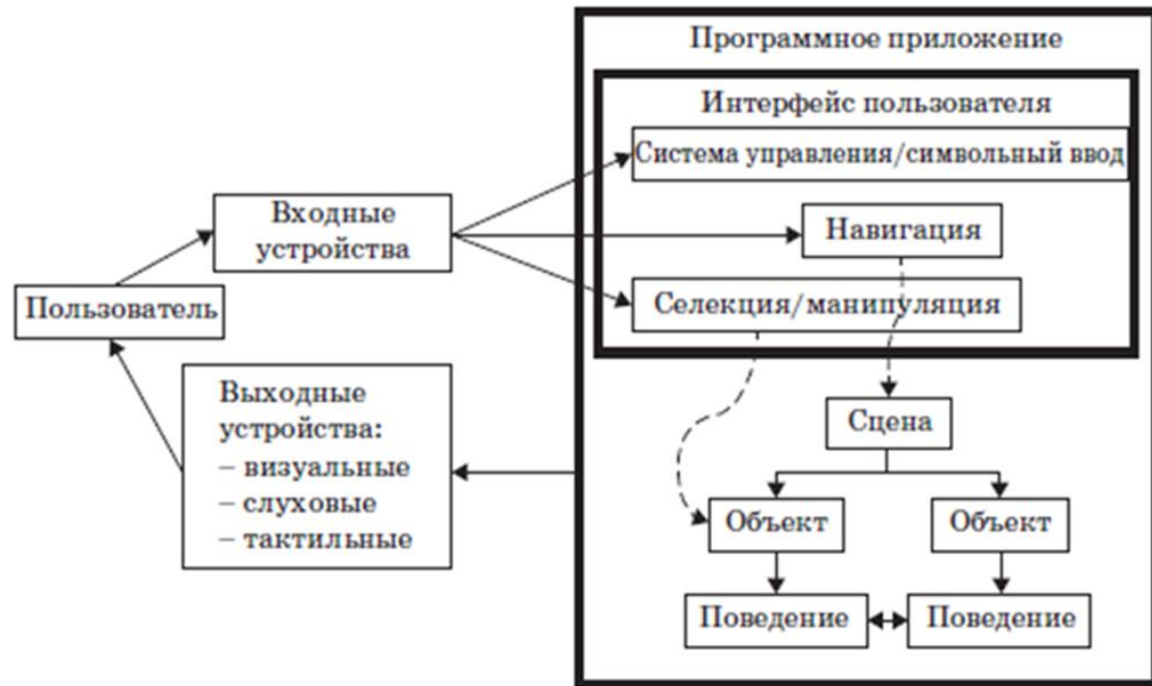 Программное приложение
Интерфейс пользователя
Система управления/символьный ввод
Входные
устройства
Навигация
Селекция/манипуляция
Пользователь
Выходные
устройства:
– визуальные
– слуховые
– тактильные
Сцена
Объект
Объект
Поведение
Поведение